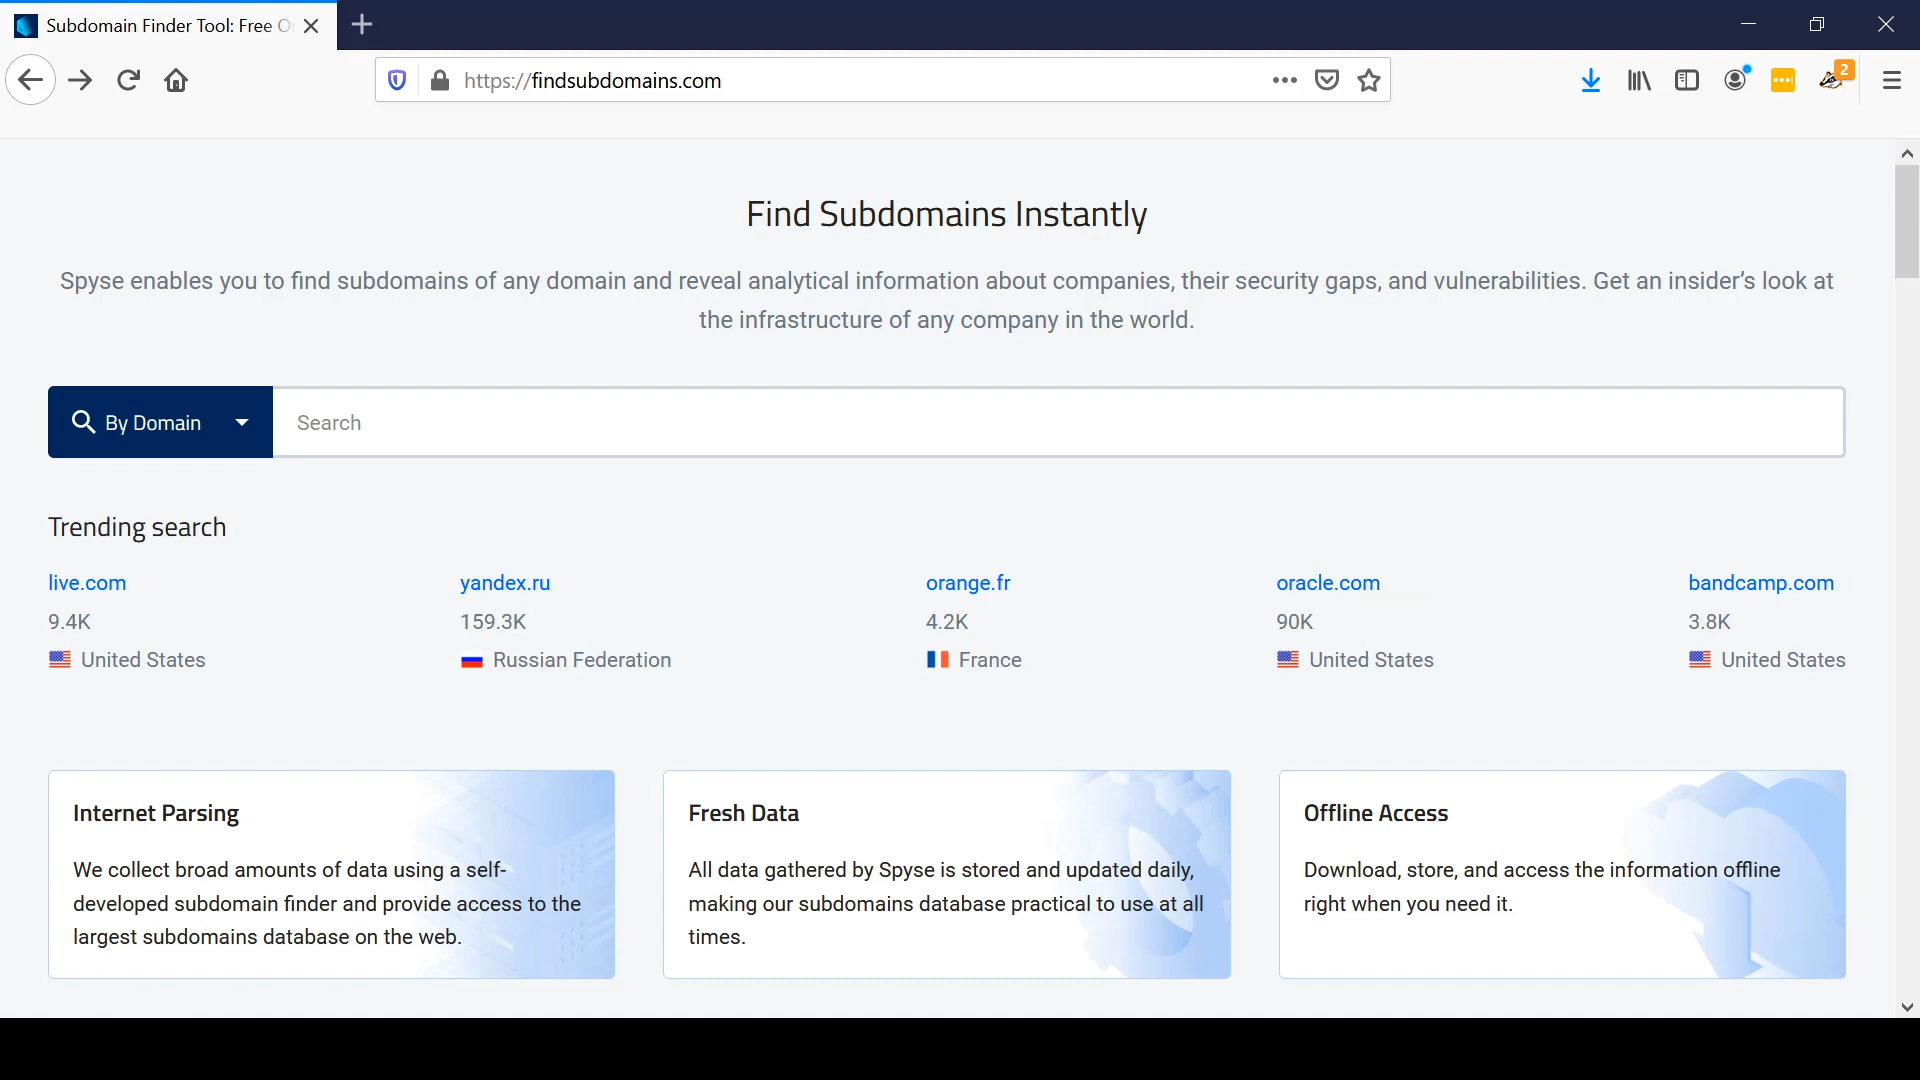 Subdomain Finder Tool: Free O
2
https://findsubdomains.com
Find Subdomains Instantly
Spyse enables you to find subdomains of any domain and reveal analytical information about companies, their security gaps, and vulnerabilities. Get an insider’s look at
the infrastructure of any company in the world.
By Domain
Search
Trending search
live.com
9.4K
United States
yandex.ru
159.3K
Russian Federation
orange.fr
4.2K
France
oracle.com
90K
United States
bandcamp.com
3.8K
United States
Internet Parsing
We collect broad amounts of data using a self-
developed subdomain finder and provide access to the
largest subdomains database on the web.
Fresh Data
All data gathered by Spyse is stored and updated daily,
making our subdomains database practical to use at all
times.
Offline Access
Download, store, and access the information offline
right when you need it.